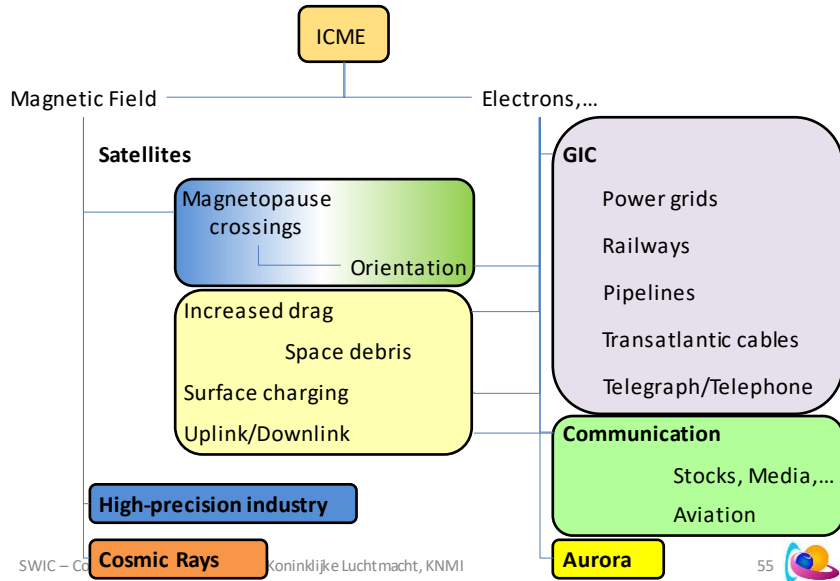 ICME
Magnetic Field
Electrons,...
Satellites
Magnetopause
crossings
Orientation
Increased drag
Space debris
Surface charging
Uplink/Downlink
High-precision industry
Cosmic Rays
GIC
Power grids
Railways
Pipelines
Transatlantic cables
Telegraph/Telephone
Communication
Stocks, Media,...
Aviation
Aurora
SWIC – Co Koninklijke Luchtmacht, KNMI
55